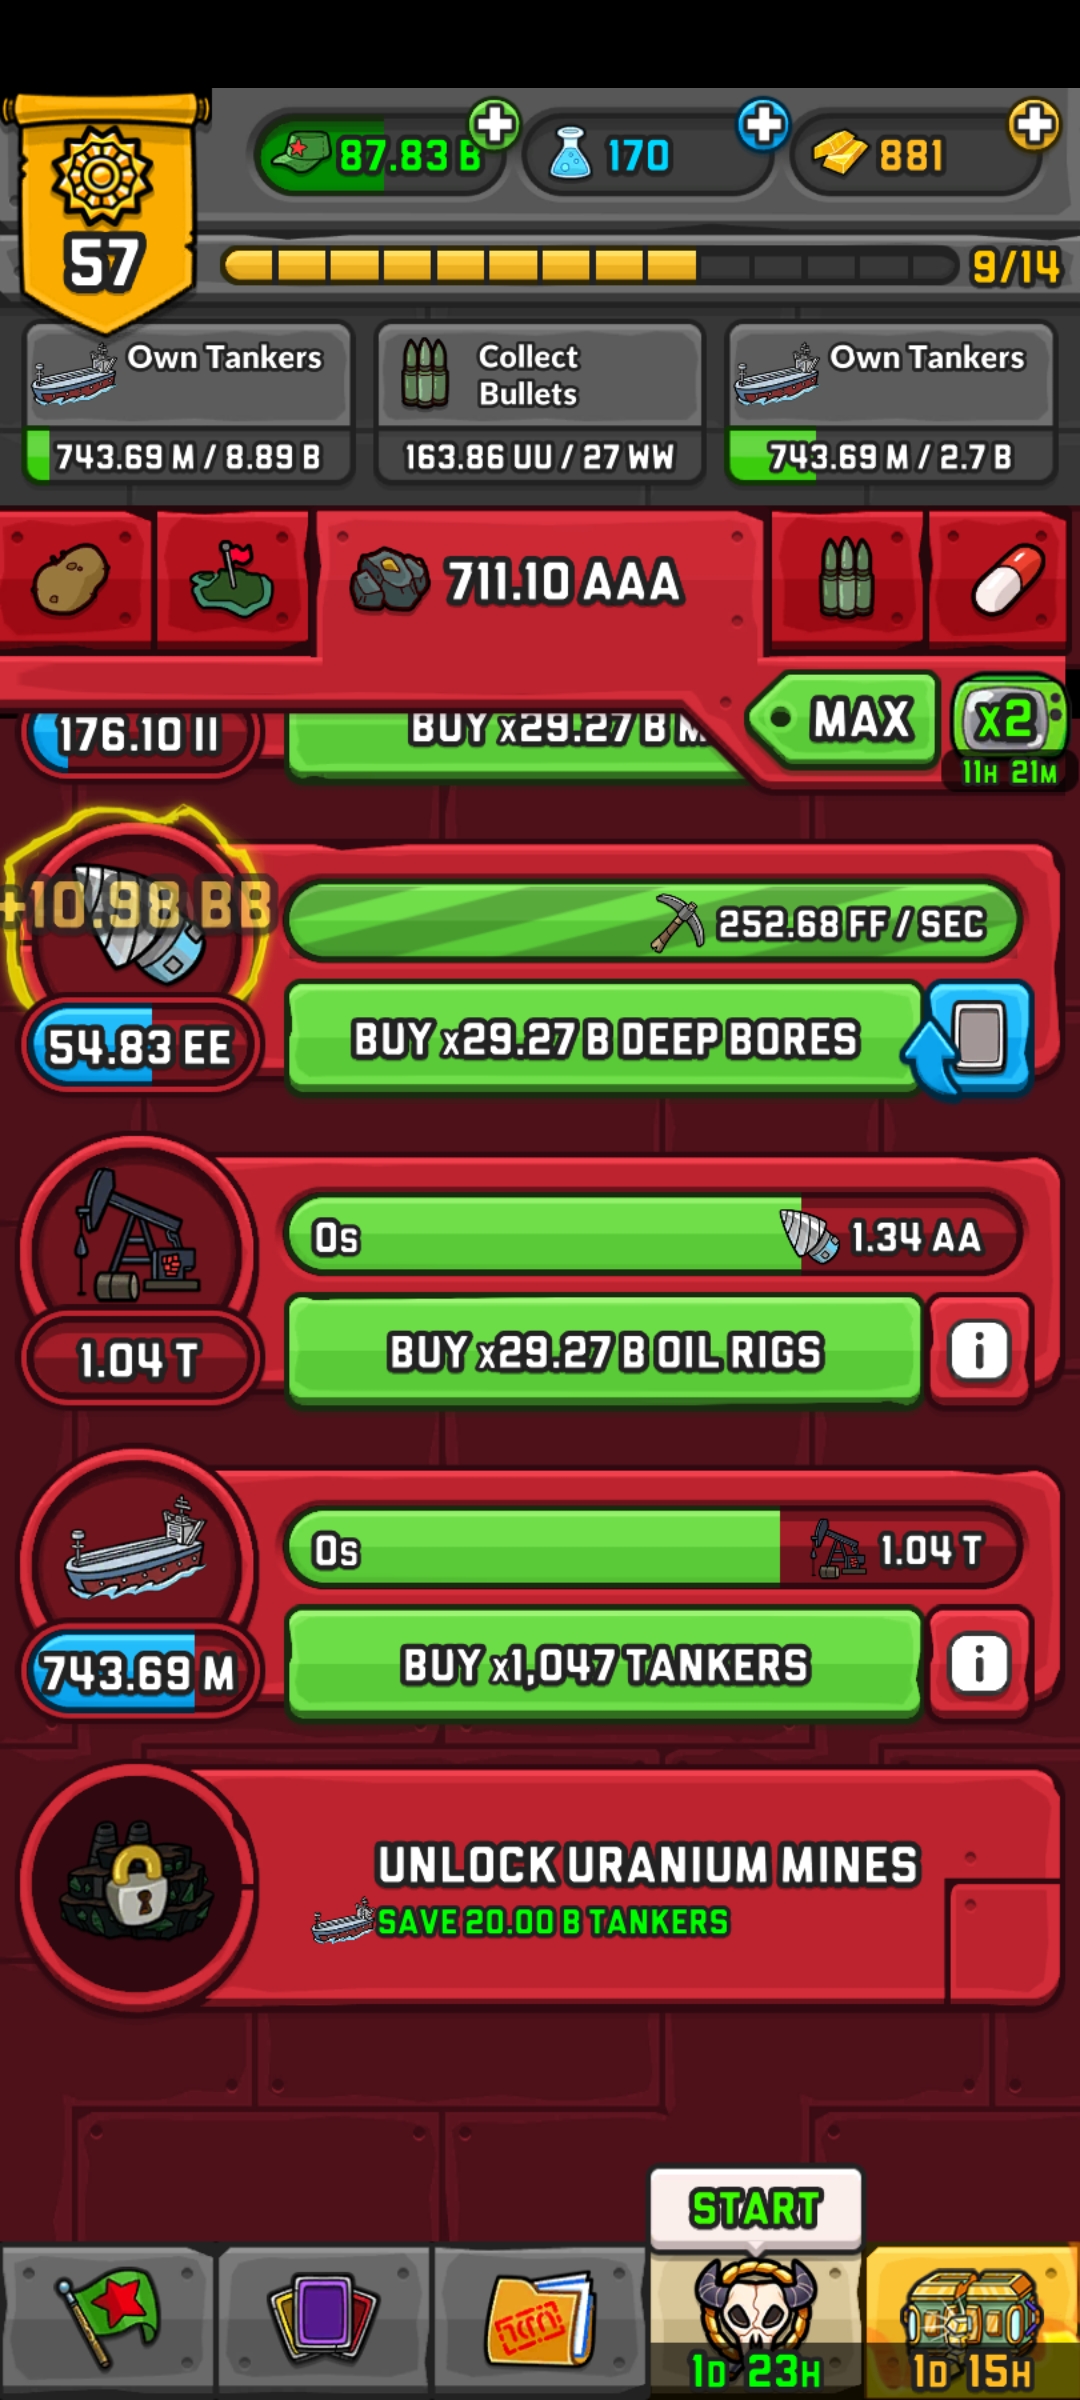 87.83 B
170
881
57
9/14
Own Tankers
743.69 M / 8.89 B
Collect
Bullets
163.86 UU / 27 WW
Own Tankers
743.69 M / 2.7 B
711.10 AAA
176.10 II
BUY x29.27 B M
MAX
x2
11H 21M
+10.98 BB
252.68 FF / SEC
54.83 EE
BUY x29.27 B DEEP BORES
0s
1.34 AA
1.04 T
BUY x29.27 B OIL RIGS
i
0s
1.04 T
743.69 M
BUY x1,047 TANKERS
i
UNLOCK URANIUM MINES
SAVE 20.00 B TANKERS
START
1D 23H
1D 15H